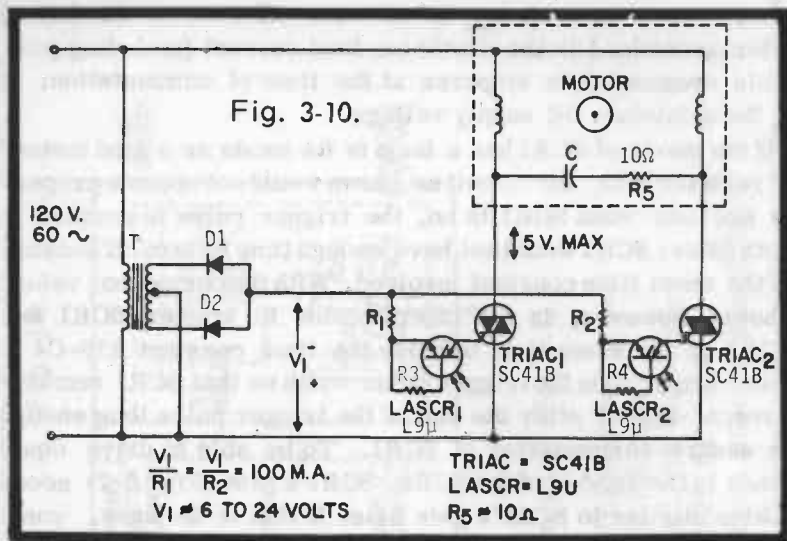 Fig. 3-10.
MOTOR
C
10Ω
R5
120 V.
60 ~
T
D1
D2
5 V. MAX
V1
R1
R2
R3
R4
TRIAC1
SC41B
TRIAC2
SC41B
LASCR1
L9μ
LASCR2
L9μ
V1/R1 = V1/R2 = 100 M.A.
V1 ≈ 6 TO 24 VOLTS
TRIAC = SC41B
LASCR = L9U
R5 ≈ 10Ω